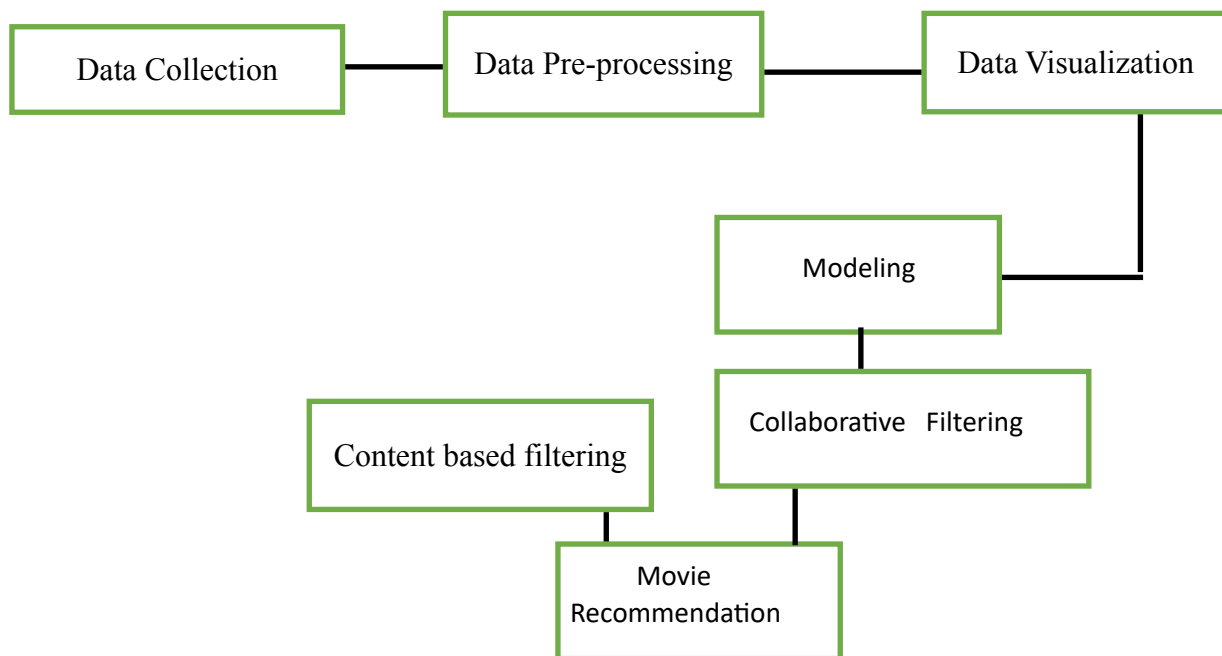 Data Collection
Data Pre-processing
Data Visualization
Modeling
Collaborative Filtering
Content based filtering
Movie
Recommendation